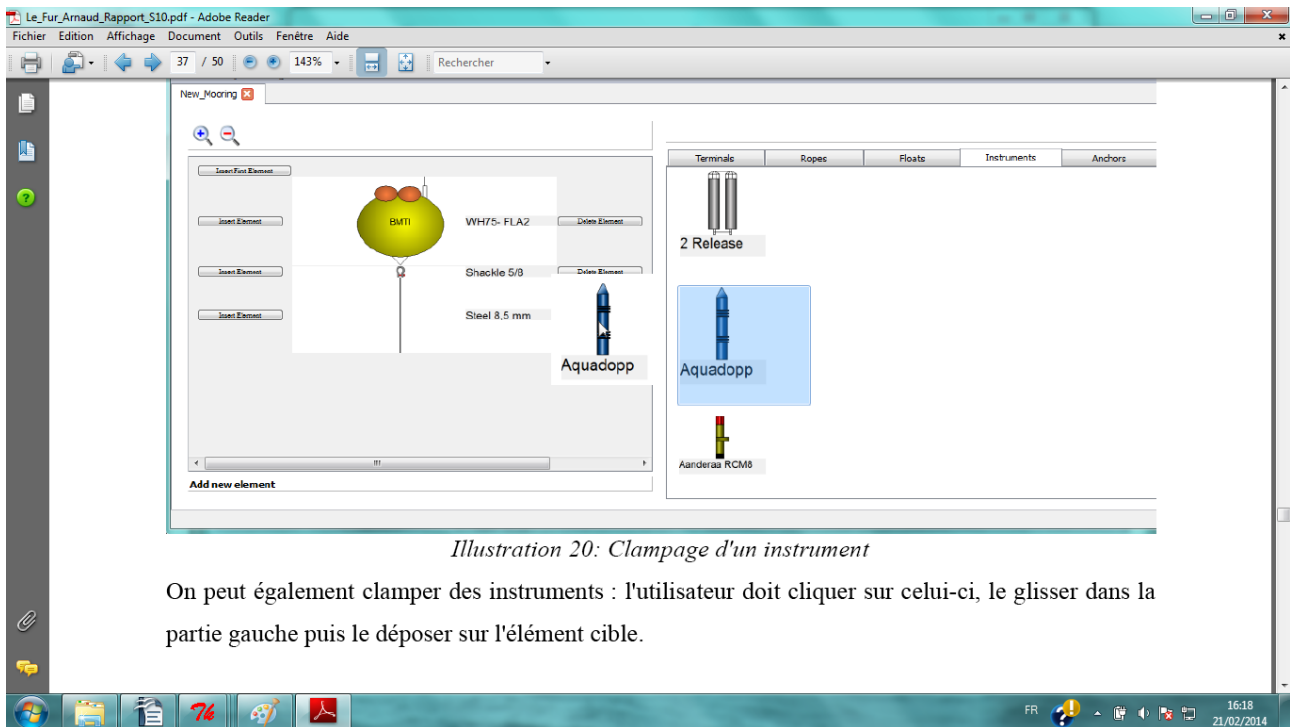 Le_Fur_Arnaud_Rapport_S10.pdf - Adobe Reader
Fichier Edition Affichage Document Outils Fenêtre Aide
37 / 50 143% Rechercher
New_Mooring
Terminals Ropes Floats Instruments Anchors
Insert First Element
2 Release
Insert Element BMTI WH75- FLA2 Delete Element
Insert Element Shackle 5/8 Delete Element
Insert Element Steel 8,5 mm
Aquadopp
Aquadopp
Aanderaa RCM8
Add new element
Illustration 20: Clampage d'un instrument
On peut également clamper des instruments : l'utilisateur doit cliquer sur celui-ci, le glisser dans la
partie gauche puis le déposer sur l'élément cible.
FR 16:18
21/02/2014